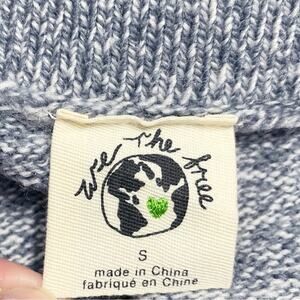 We The Free
S
made in China
fabriqué en Chine